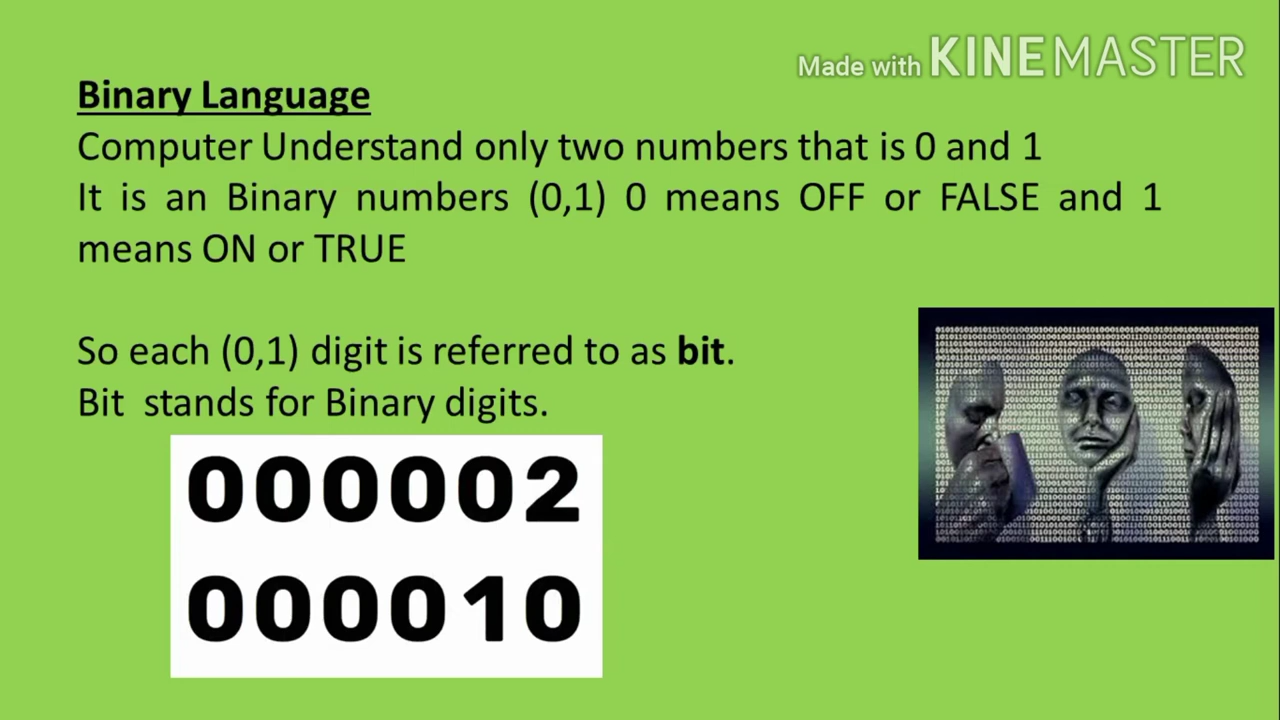 Made with KINEMASTER
Binary Language
Computer Understand only two numbers that is 0 and 1
It is an Binary numbers (0,1) 0 means OFF or FALSE and 1
means ON or TRUE
So each (0,1) digit is referred to as bit.
Bit stands for Binary digits.
000002
000010